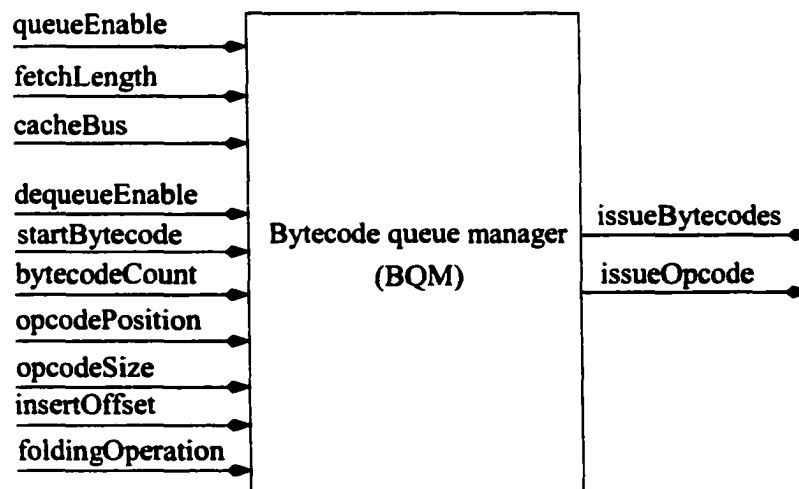 queueEnable
fetchLength
cacheBus
dequeueEnable
startBytecode
bytecodeCount
opcodePosition
opcodeSize
insertOffset
foldingOperation
Bytecode queue manager
(BQM)
issueBytecodes
issueOpcode